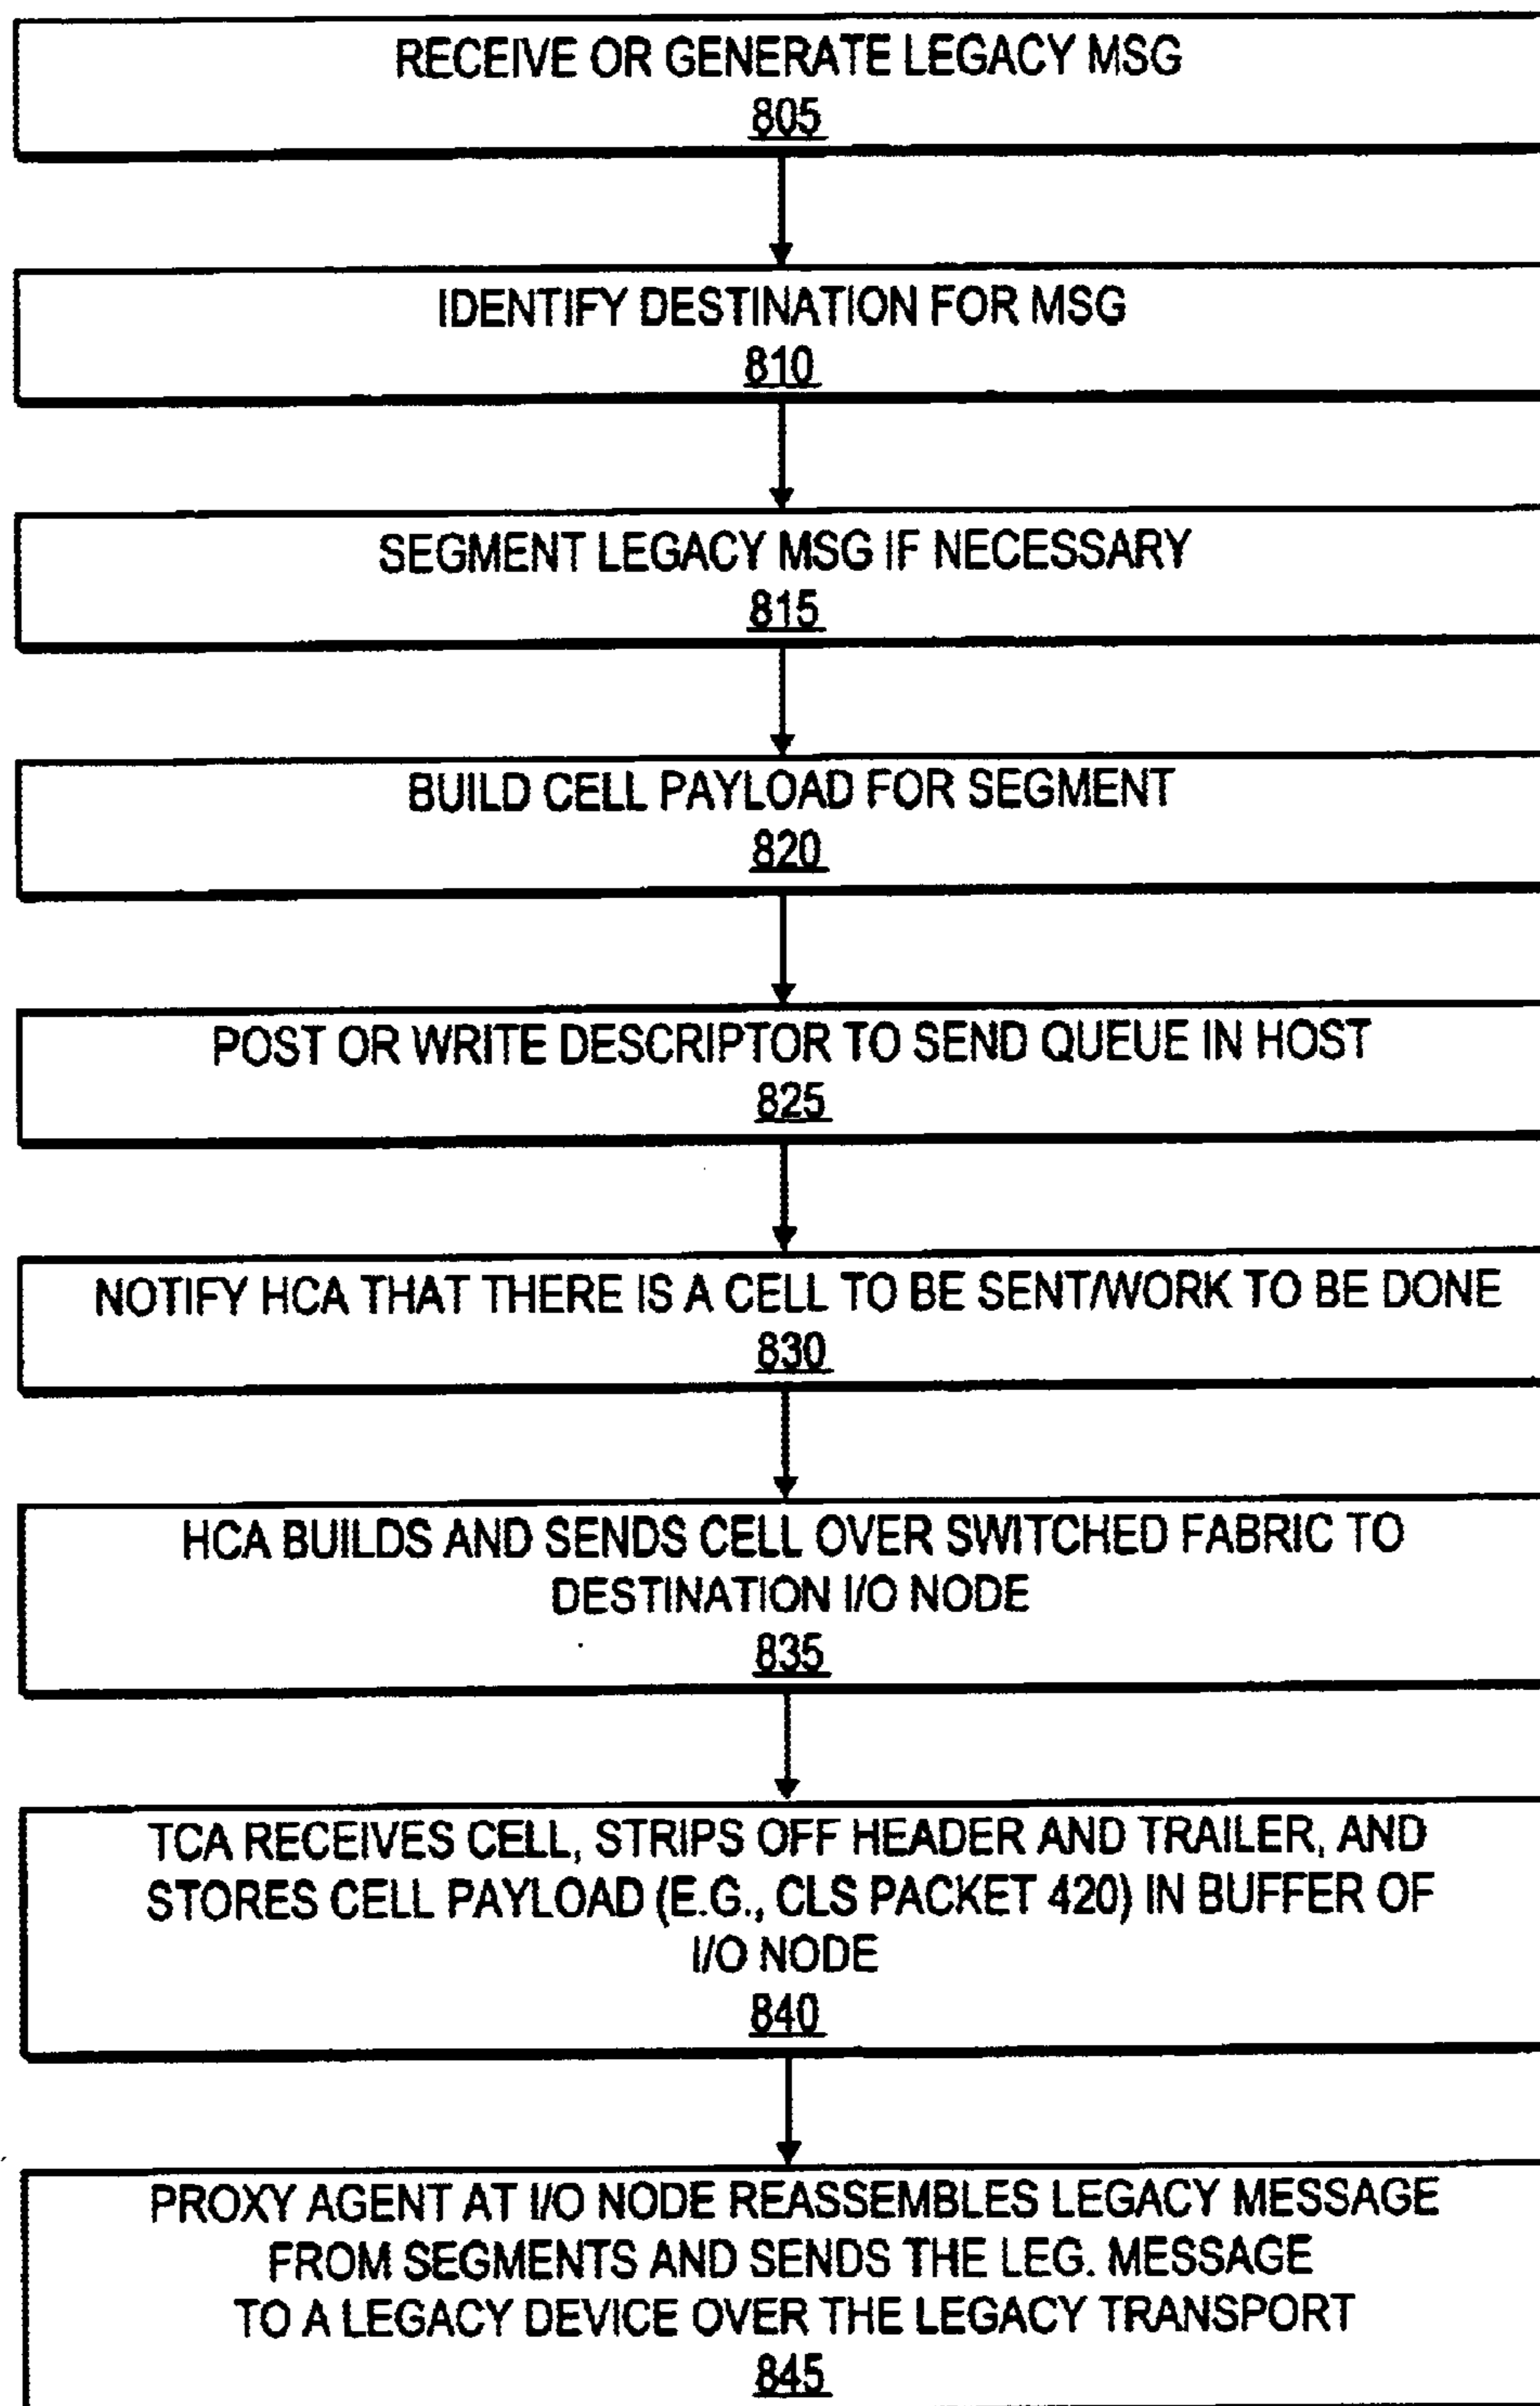 RECEIVE OR GENERATE LEGACY MSG
805
IDENTIFY DESTINATION FOR MSG
810
SEGMENT LEGACY MSG IF NECESSARY
815
BUILD CELL PAYLOAD FOR SEGMENT
820
POST OR WRITE DESCRIPTOR TO SEND QUEUE IN HOST
825
NOTIFY HCA THAT THERE IS A CELL TO BE SENT/WORK TO BE DONE
830
HCA BUILDS AND SENDS CELL OVER SWITCHED FABRIC TO
DESTINATION I/O NODE
835
TCA RECEIVES CELL, STRIPS OFF HEADER AND TRAILER, AND
STORES CELL PAYLOAD (E.G., CLS PACKET 420) IN BUFFER OF
I/O NODE
840
PROXY AGENT AT I/O NODE REASSEMBLES LEGACY MESSAGE
FROM SEGMENTS AND SENDS THE LEG. MESSAGE
TO A LEGACY DEVICE OVER THE LEGACY TRANSPORT
845